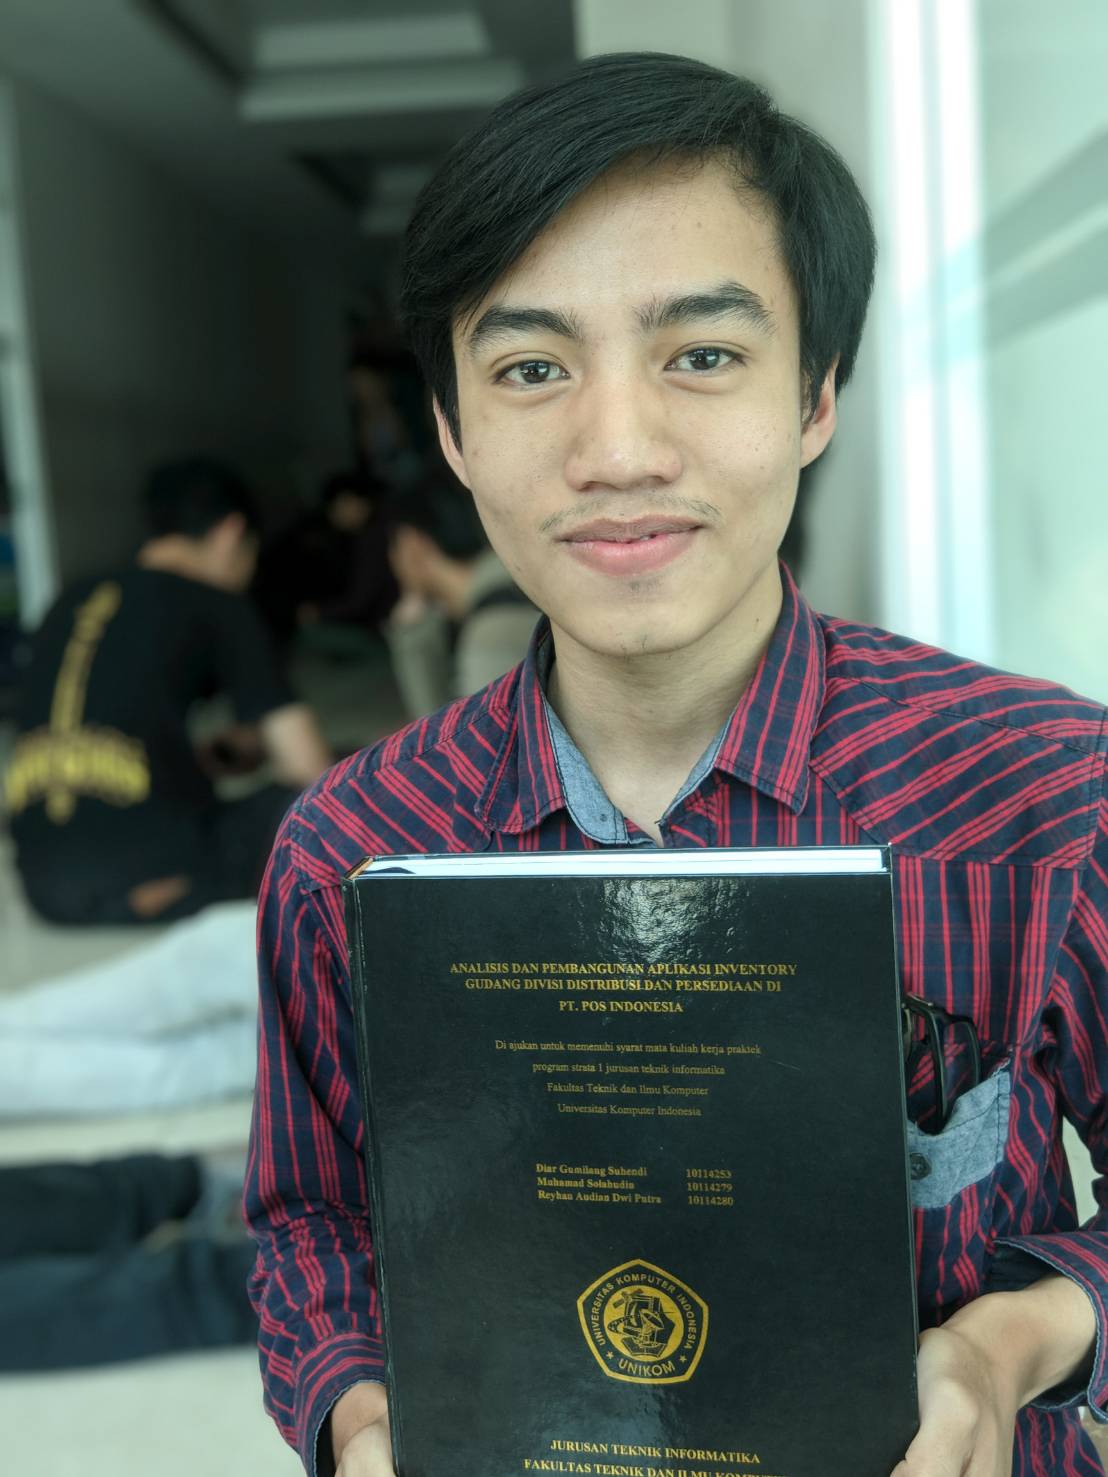 ANALISIS DAN PEMBANGUNAN APLIKASI INVENTORY
GUDANG DIVISI DISTRIBUSI DAN PERSEDIAAN DI
PT. POS INDONESIA
Di ajukan untuk memenuhi syarat mata kuliah kerja praktek
program strata 1 jurusan teknik informatika
Fakultas Teknik dan Ilmu Komputer
Universitas Komputer Indonesia
Diar Gumilang Suhendi 10114253
Muhamad Solahudin 10114279
Reyhan Audian Dwi Putra 10114280
UNIVERSITAS KOMPUTER INDONESIA
UNIKOM
JURUSAN TEKNIK INFORMATIKA
FAKULTAS TEKNIK DAN ILMU KOMPUTER